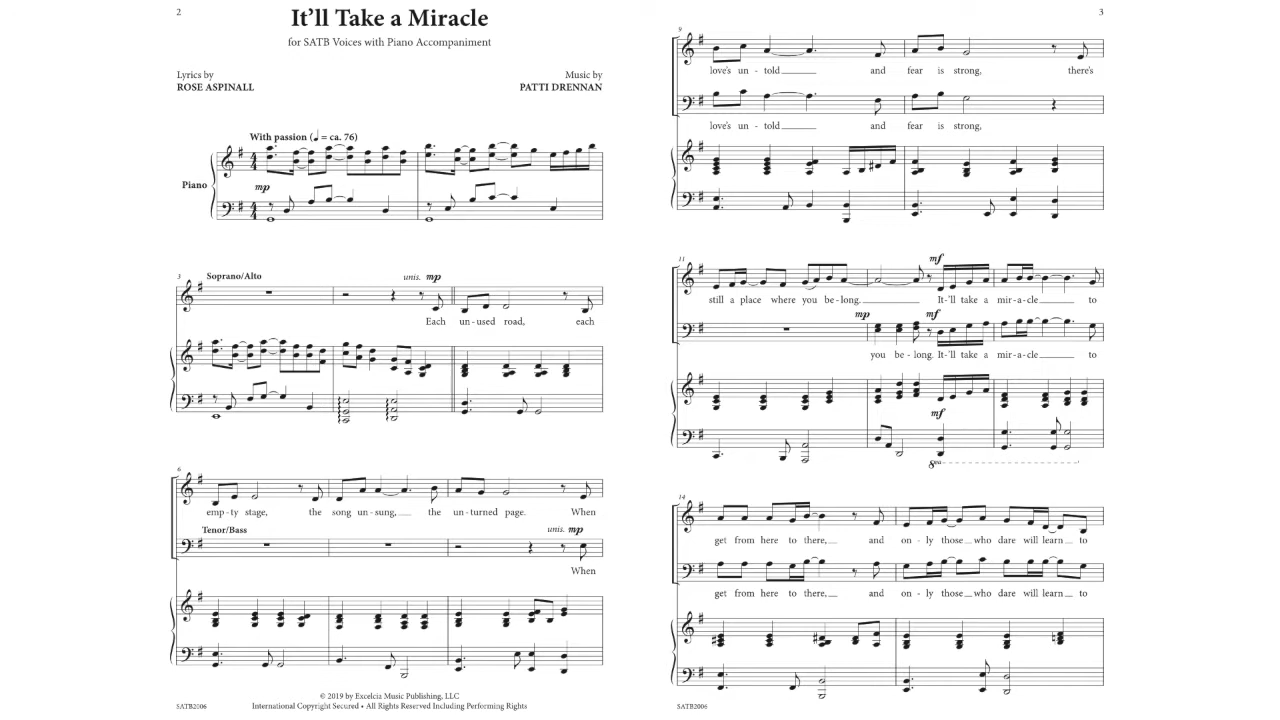 2
It'll Take a Miracle
for SATB Voices with Piano Accompaniment
Lyrics by
ROSE ASPINALL
Music by
PATTI DRENNAN
With passion (♩ = ca. 76)
Piano
mp
3
Soprano/Alto
unis. mp
Each un - used road, each
6
emp - ty stage, the song un - sung, the un - turned page. When
Tenor/Bass
unis. mp
When
© 2019 by Excelcia Music Publishing, LLC
SATB2006
International Copyright Secured • All Rights Reserved Including Performing Rights
3
9
love's un - told and fear is strong, there's
love's un - told and fear is strong,
11
mf
still a place where you be - long. It - 'll take a mir - a - cle to
mp mf
you be - long. It - 'll take a mir - a - cle to
mf
8va
14
get from here to there, and on - ly those who dare will learn to
get from here to there, and on - ly those who dare will learn to
SATB2006